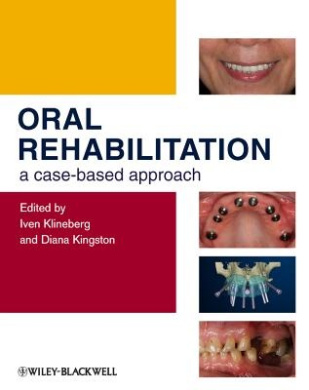 ORAL
REHABILITATION
a case-based approach
Edited by
Iven Klineberg
and Diana Kingston
WILEY-BLACKWELL